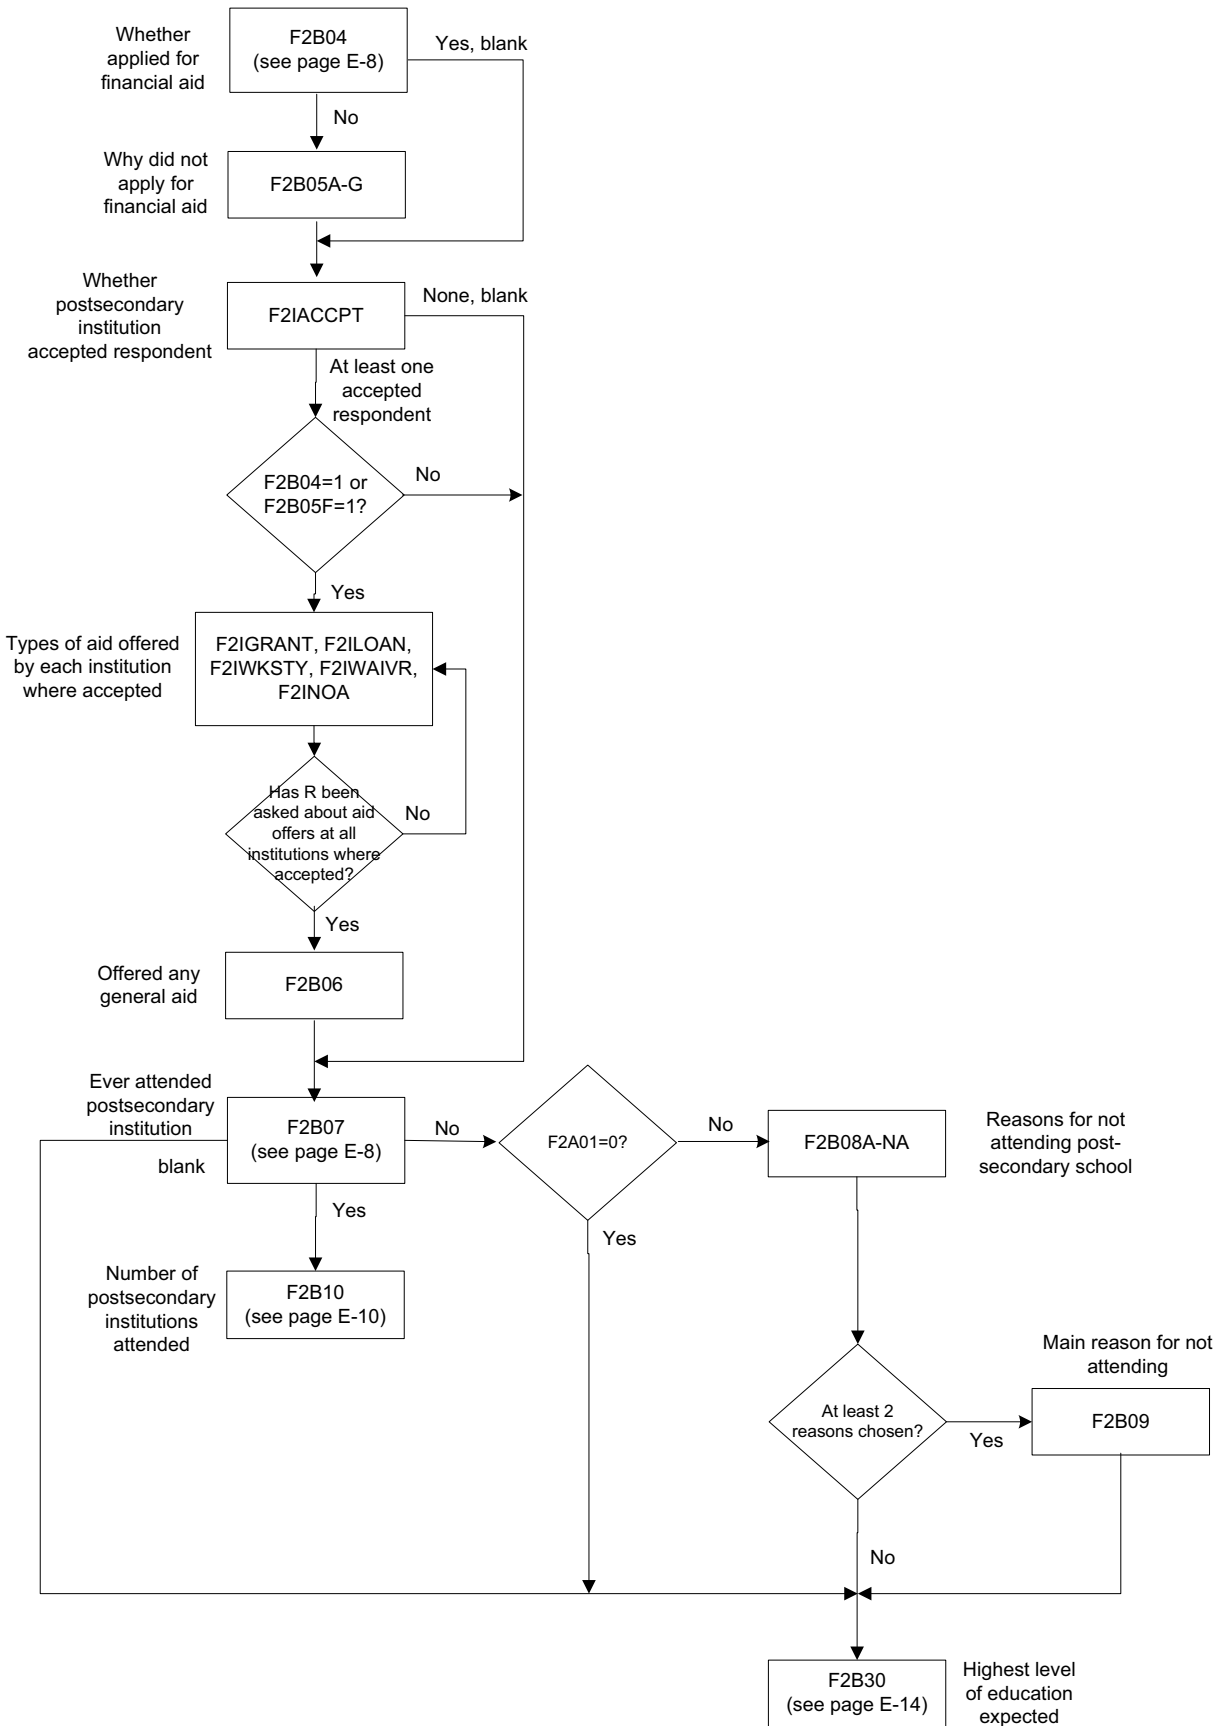 Whether
applied for
financial aid
F2B04
(see page E-8)
Yes, blank
No
Why did not
apply for
financial aid
F2B05A-G
Whether
postsecondary
institution
accepted respondent
F2IACCPT
None, blank
At least one
accepted
respondent
F2B04=1 or
F2B05F=1?
No
Yes
Types of aid offered
by each institution
where accepted
F2IGRANT, F2ILOAN,
F2IWKSTY, F2IWAIVR,
F2INOA
Has R been
asked about aid
offers at all
institutions where
accepted?
No
Yes
Offered any
general aid
F2B06
Ever attended
postsecondary
institution
blank
F2B07
(see page E-8)
No
F2A01=0?
No
F2B08A-NA
Reasons for not
attending post-
secondary school
Yes
Yes
Number of
postsecondary
institutions
attended
F2B10
(see page E-10)
Main reason for not
attending
At least 2
reasons chosen?
Yes
F2B09
No
F2B30
(see page E-14)
Highest level
of education
expected